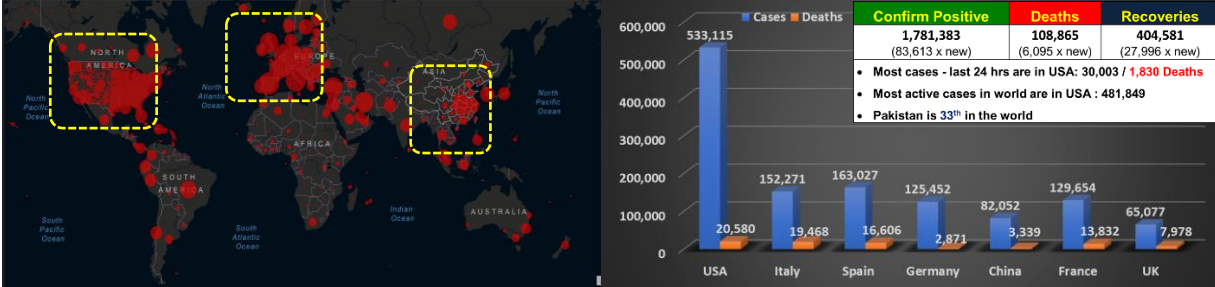 NORTH
AMERICA
EUROPE
ASIA
North
Pacific
Ocean
North
Atlantic
Ocean
North
Pacific
Ocean
AFRICA
SOUTH
AMERICA
South
Pacific
Ocean
South
Atlantic
Ocean
Indian
Ocean
AUSTRALIA
Cases Deaths
600,000
500,000
400,000
300,000
200,000
100,000
0
533,115
152,271
163,027
125,452
82,052
129,654
65,077
20,580
19,468
16,606
2,871
3,339
13,832
7,978
USA Italy Spain Germany China France UK
Confirm Positive Deaths Recoveries
1,781,383 108,865 404,581
(83,613 x new) (6,095 x new) (27,996 x new)
• Most cases - last 24 hrs are in USA: 30,003 / 1,830 Deaths
• Most active cases in world are in USA : 481,849
• Pakistan is 33th in the world